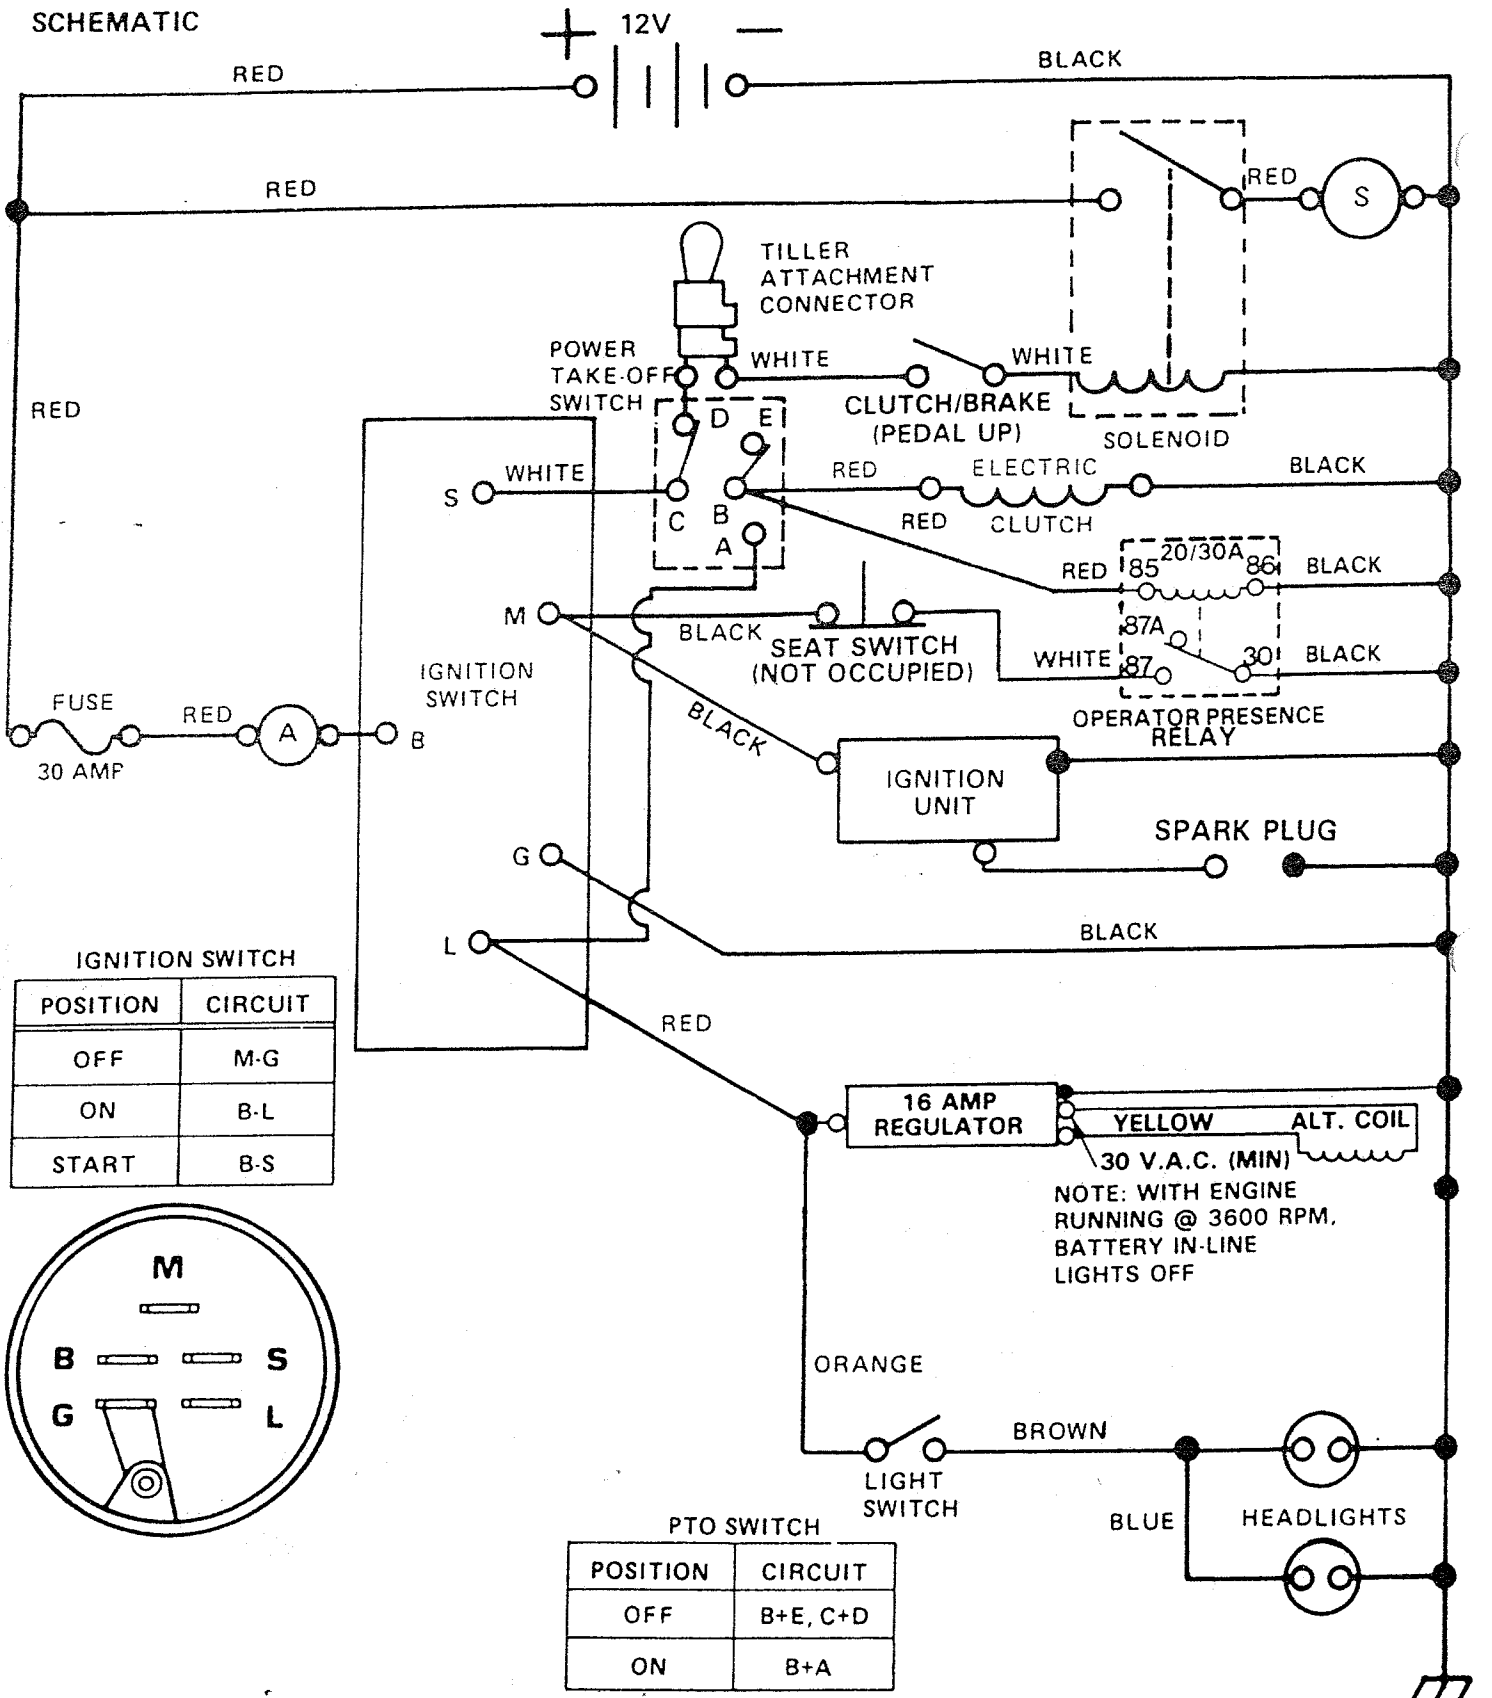 SCHEMATIC
+ 12V −
RED
BLACK
RED
RED
S
TILLER
ATTACHMENT
CONNECTOR
POWER
TAKE-OFF
SWITCH
WHITE
WHITE
CLUTCH/BRAKE
(PEDAL UP)
SOLENOID
RED
D
E
S
WHITE
C
B
A
RED
ELECTRIC
CLUTCH
BLACK
RED
20/30A
RED
85
86
BLACK
87A
M
BLACK
SEAT SWITCH
(NOT OCCUPIED)
WHITE
87
30
BLACK
OPERATOR PRESENCE
RELAY
IGNITION
SWITCH
FUSE
30 AMP
RED
A
B
BLACK
IGNITION
UNIT
SPARK PLUG
G
BLACK
L
RED
IGNITION SWITCH
POSITION CIRCUIT
OFF M-G
ON B-L
START B-S
16 AMP
REGULATOR
YELLOW
ALT. COIL
30 V.A.C. (MIN)
NOTE: WITH ENGINE
RUNNING @ 3600 RPM,
BATTERY IN-LINE
LIGHTS OFF
M
B
S
G
L
ORANGE
LIGHT
SWITCH
BROWN
BLUE
HEADLIGHTS
PTO SWITCH
POSITION CIRCUIT
OFF B+E, C+D
ON B+A